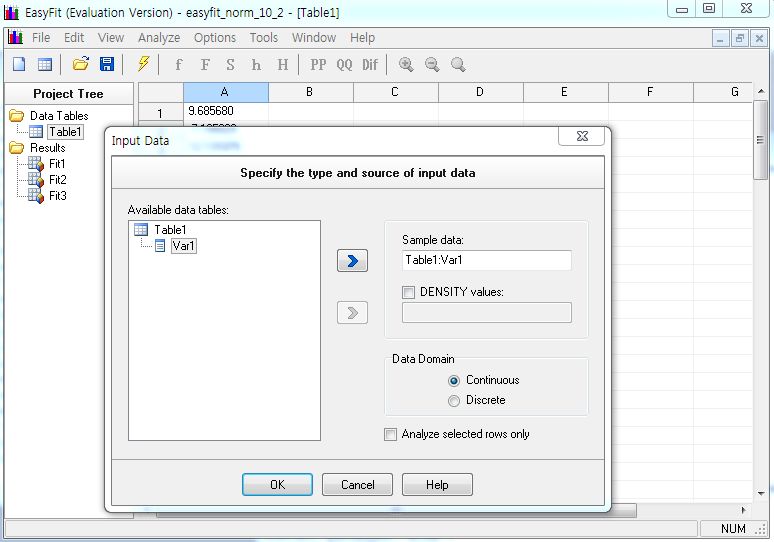 EasyFit (Evaluation Version) - easyfit_norm_10_2 - [Table1]
File Edit View Analyze Options Tools Window Help
f F S h H PP QQ Dif
Project Tree
Data Tables
Table1
Results
Fit1
Fit2
Fit3
A B C D E F G
1 9.685680
Input Data
Specify the type and source of input data
Available data tables:
Table1
Var1
Sample data:
Table1:Var1
DENSITY values:
Data Domain
Continuous
Discrete
Analyze selected rows only
OK Cancel Help
NUM